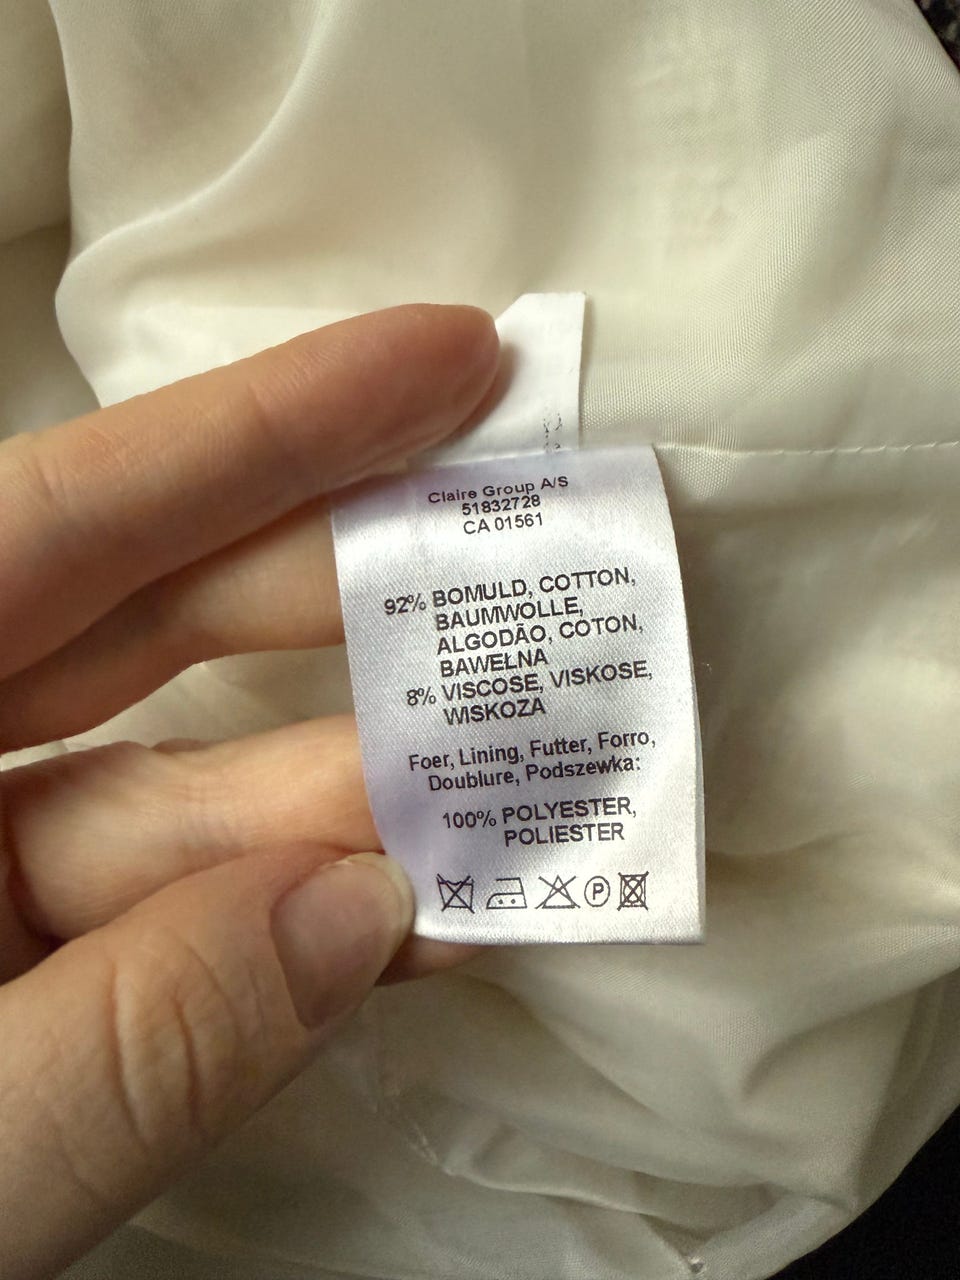 Claire Group A/S
51832728
CA 01561
92% BOMULD, COTTON,
BAUMWOLLE,
ALGODÃO, COTON,
BAWEŁNA
8% VISCOSE, VISKOSE,
WISKOZA
Foer, Lining, Futter, Forro,
Doublure, Podszewka:
100% POLYESTER,
POLIESTER
P